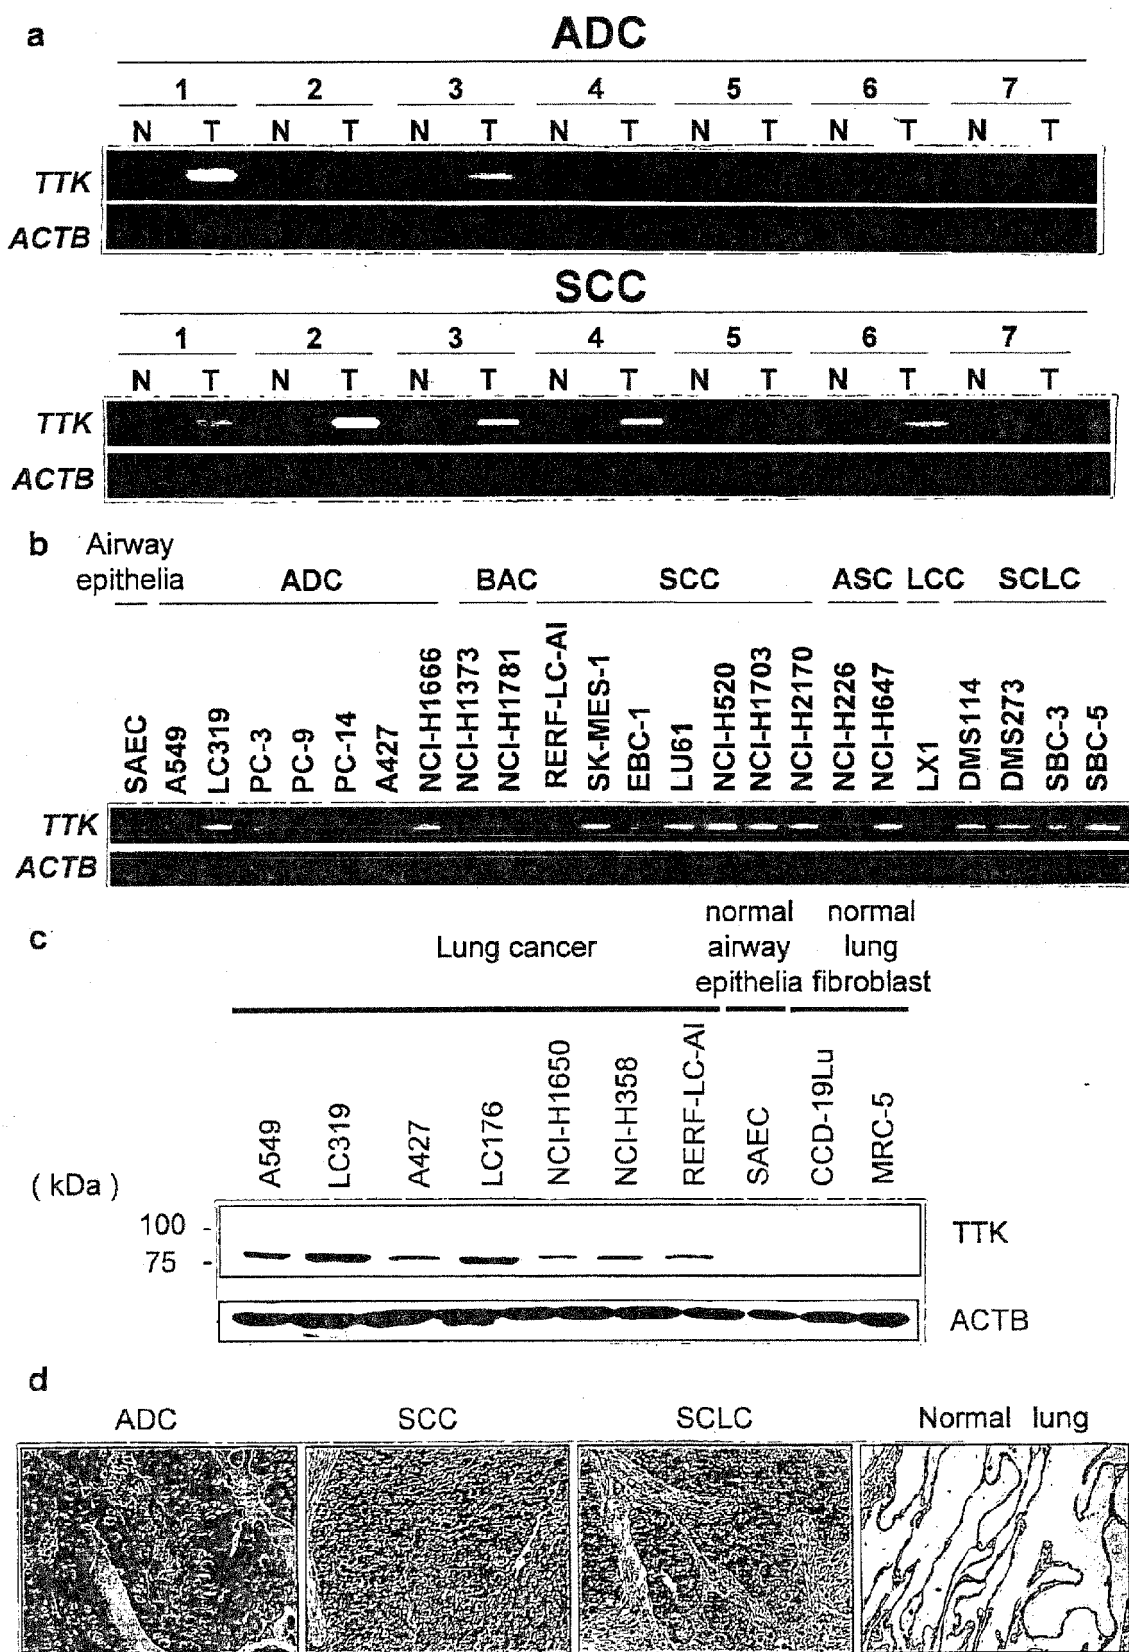 a
ADC
1 2 3 4 5 6 7
N T N T N T N T N T N T N T
TTK
ACTB
SCC
1 2 3 4 5 6 7
N T N T N T N T N T N T N T
TTK
ACTB
b
Airway
epithelia ADC BAC SCC ASC LCC SCLC
SAEC A549 LC319 PC-3 PC-9 PC-14 A427 NCI-H1666 NCI-H1373 NCI-H1781 RERF-LC-AI SK-MES-1 EBC-1 LU61 NCI-H520 NCI-H1703 NCI-H2170 NCI-H226 NCI-H647 LX1 DMS114 DMS273 SBC-3 SBC-5
TTK
ACTB
c
normal normal
Lung cancer airway lung
epithelia fibroblast
A549 LC319 A427 LC176 NCI-H1650 NCI-H358 RERF-LC-AI SAEC CCD-19Lu MRC-5
( kDa )
100 - TTK
75 -
ACTB
d
ADC SCC SCLC Normal lung